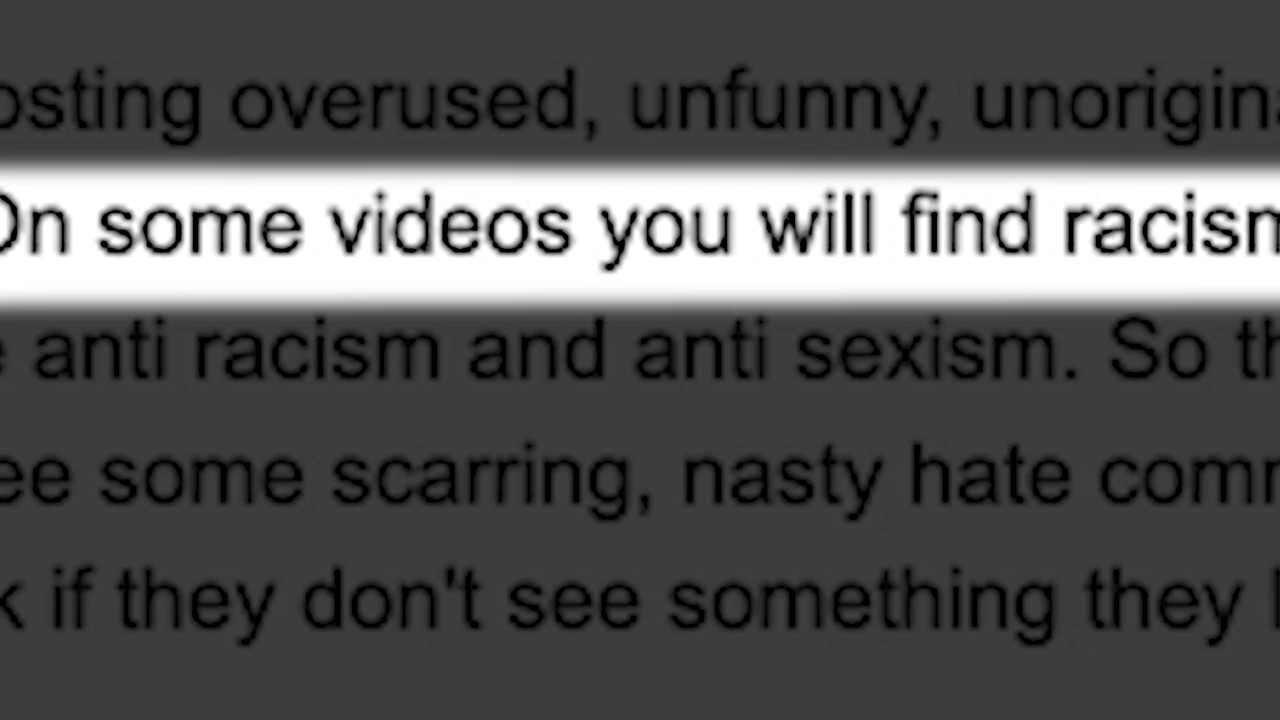 osting overused, unfunny, unorigina
On some videos you will find racism
e anti racism and anti sexism. So th
ee some scarring, nasty hate comm
k if they don't see something they